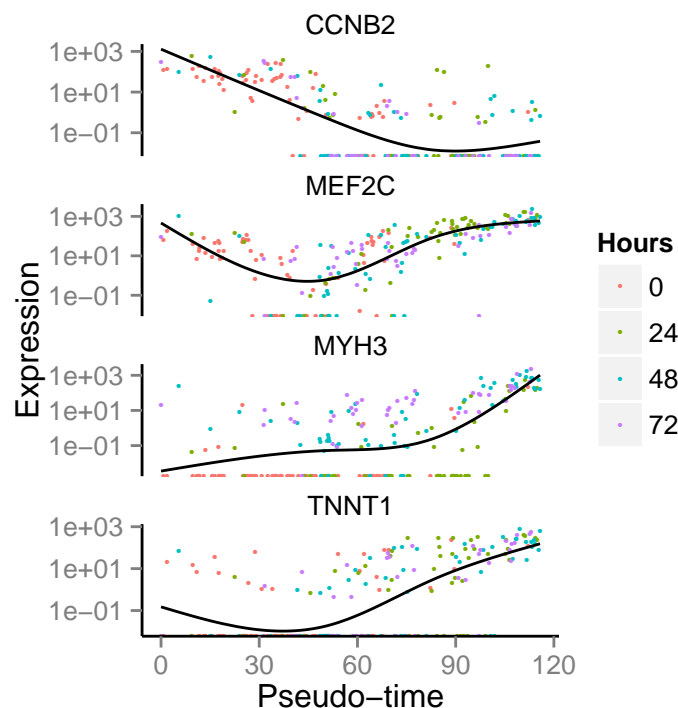 CCNB2
1e+03
1e+01
1e-01
MEF2C
1e+03
1e+01
1e-01
MYH3
1e+03
1e+01
1e-01
TNNT1
1e+03
1e+01
1e-01
0 30 60 90 120
Pseudo-time
Expression
Hours
0
24
48
72